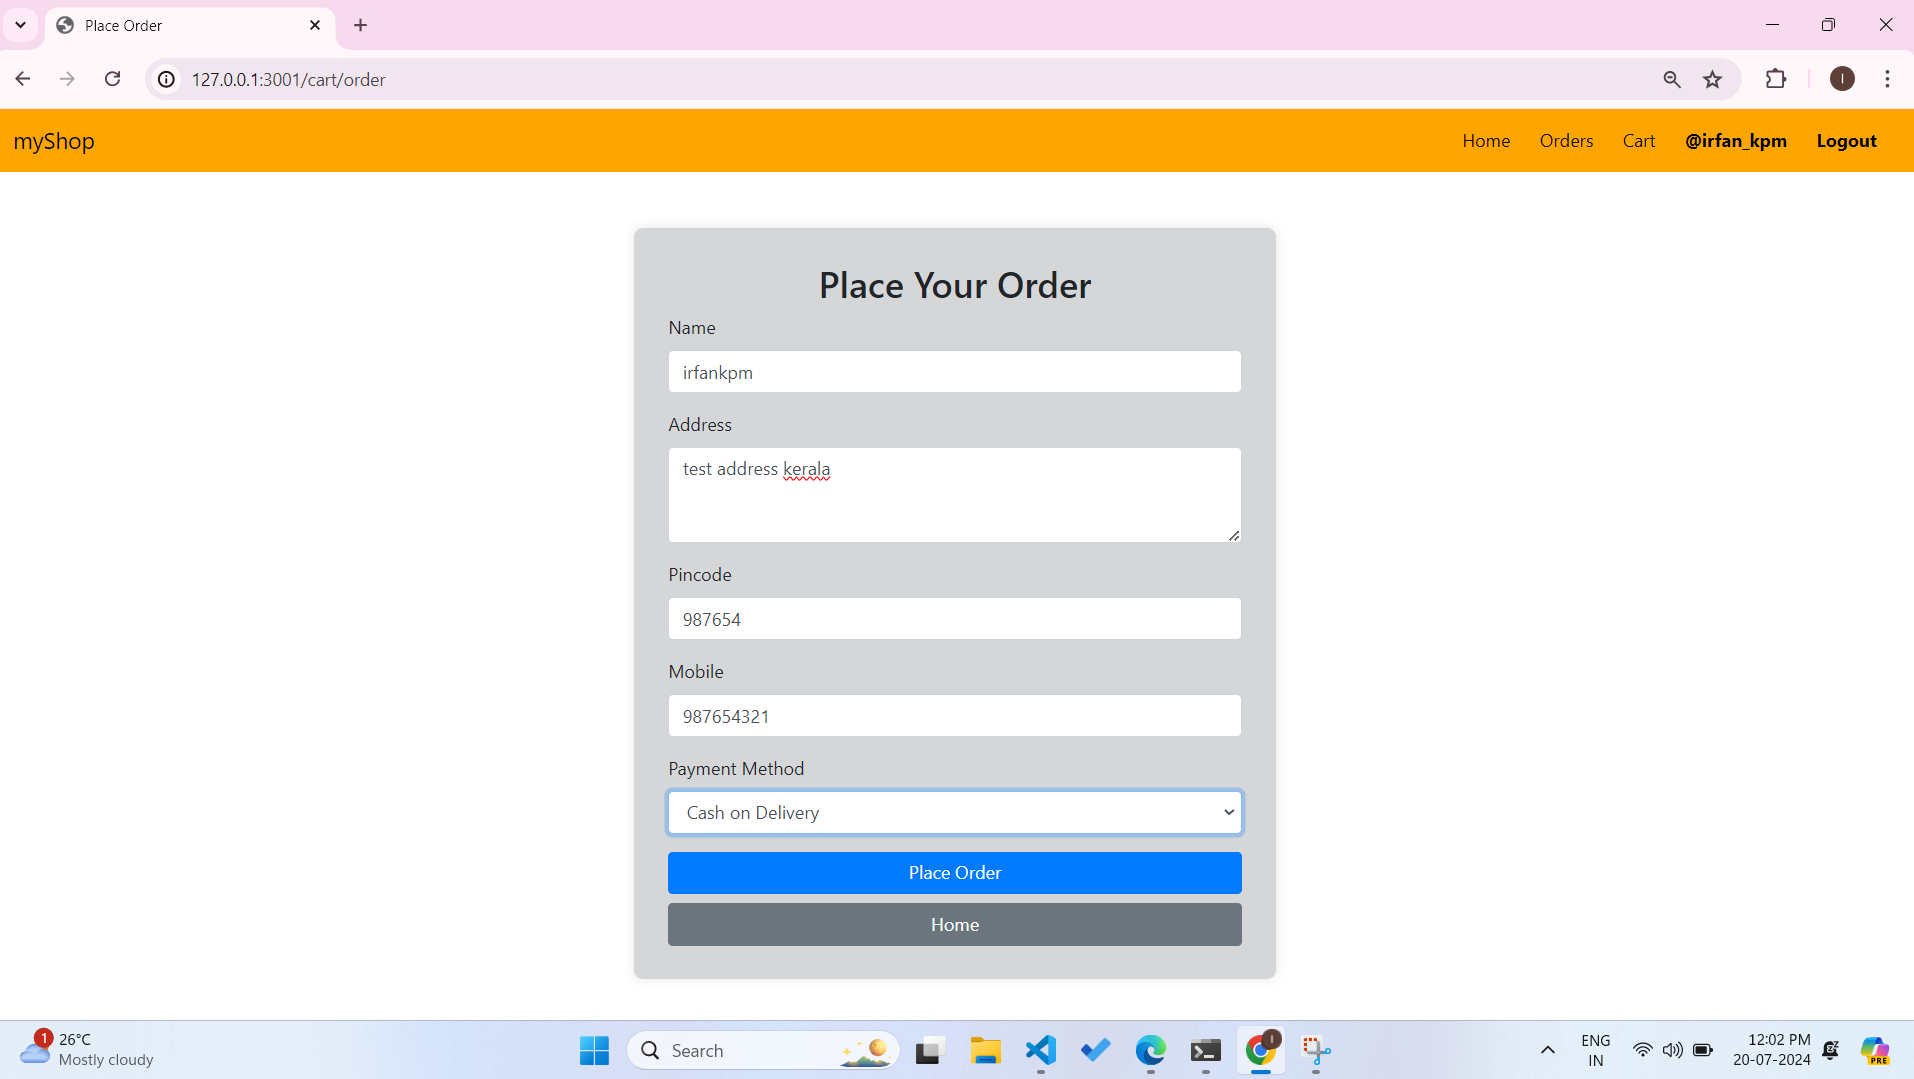 Place Order
127.0.0.1:3001/cart/order
I
myShop
Home Orders Cart @irfan_kpm Logout
Place Your Order
Name
irfankpm
Address
test address kerala
Pincode
987654
Mobile
987654321
Payment Method
Cash on Delivery
Place Order
Home
1
26°C
Mostly cloudy
Search
I
ENG
IN
12:02 PM
20-07-2024
PRE